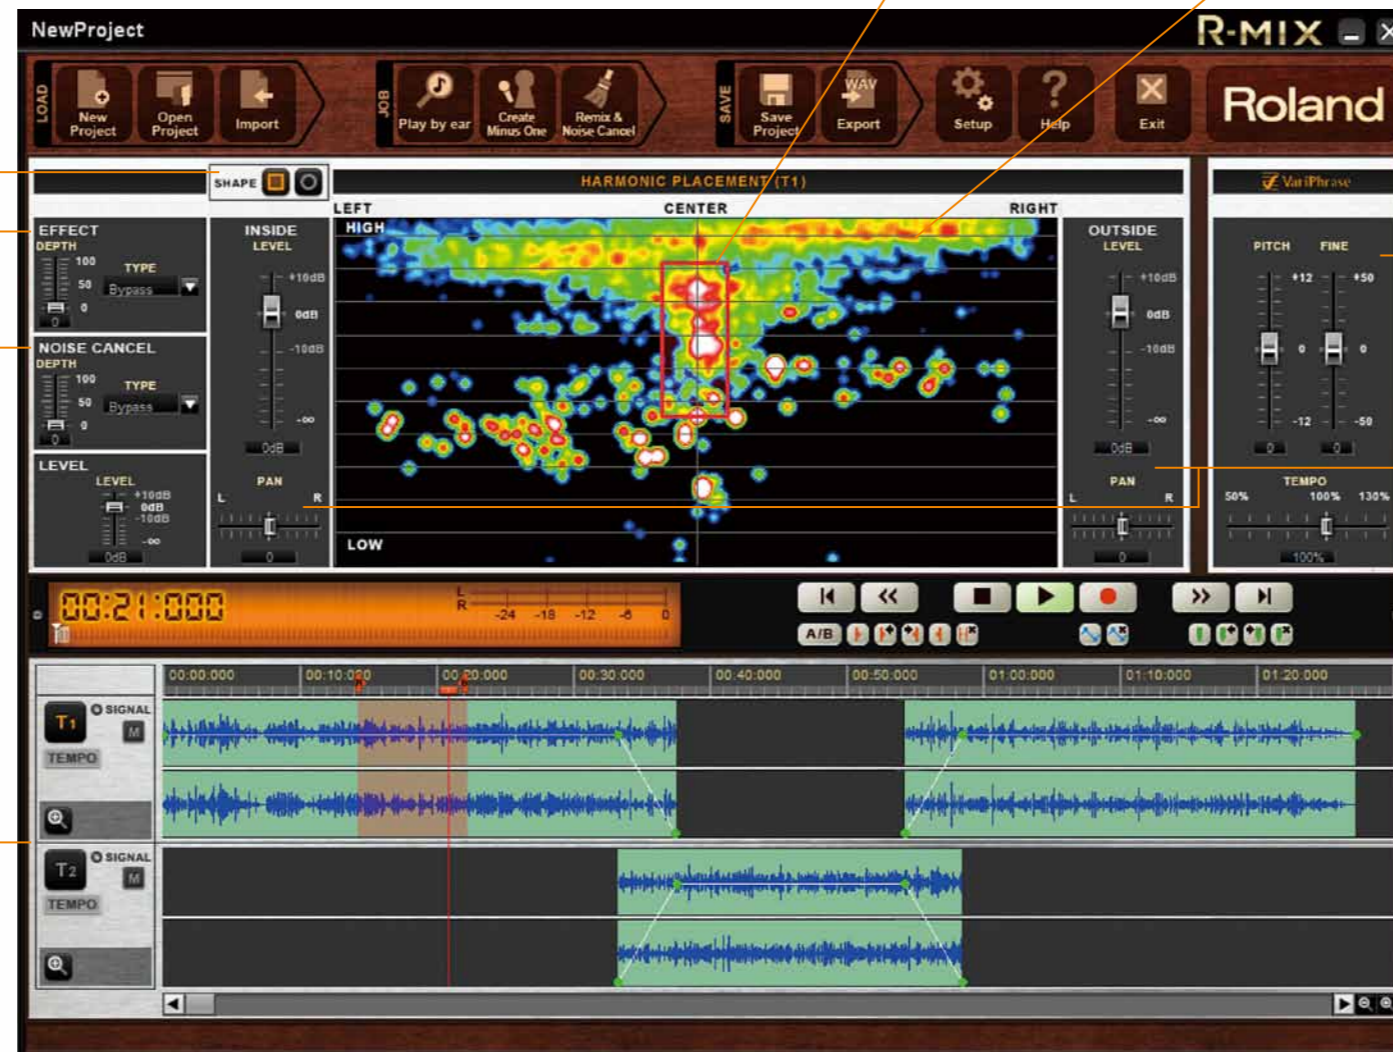 NewProject
R-MIX
LOAD
New Project
Open Project
Import
JOB
Play by ear
Create Minus One
Remix & Noise Cancel
SAVE
Save Project
WAV
Export
Setup
Help
Exit
Roland
SHAPE
HARMONIC PLACEMENT (T1)
VariPhrase
LEFT
CENTER
RIGHT
EFFECT
DEPTH
100
50
0
TYPE
Bypass
0
NOISE CANCEL
DEPTH
100
50
0
TYPE
Bypass
0
LEVEL
LEVEL
+10dB
0dB
-10dB
-∞
0dB
INSIDE
LEVEL
+10dB
0dB
-10dB
-∞
0dB
PAN
L R
0
HIGH
LOW
OUTSIDE
LEVEL
+10dB
0dB
-10dB
-∞
0dB
PAN
L R
0
PITCH FINE
+12 +50
0 0
-12 -50
0 0
TEMPO
50% 100% 130%
100%
00:21:000
L
R
-24 -18 -12 -6 0
A/B
00:00:000 00:10:000 00:20:000 00:30:000 00:40:000 00:50:000 01:00:000 01:10:000 01:20:000
T1
SIGNAL
M
TEMPO
T2
SIGNAL
M
TEMPO